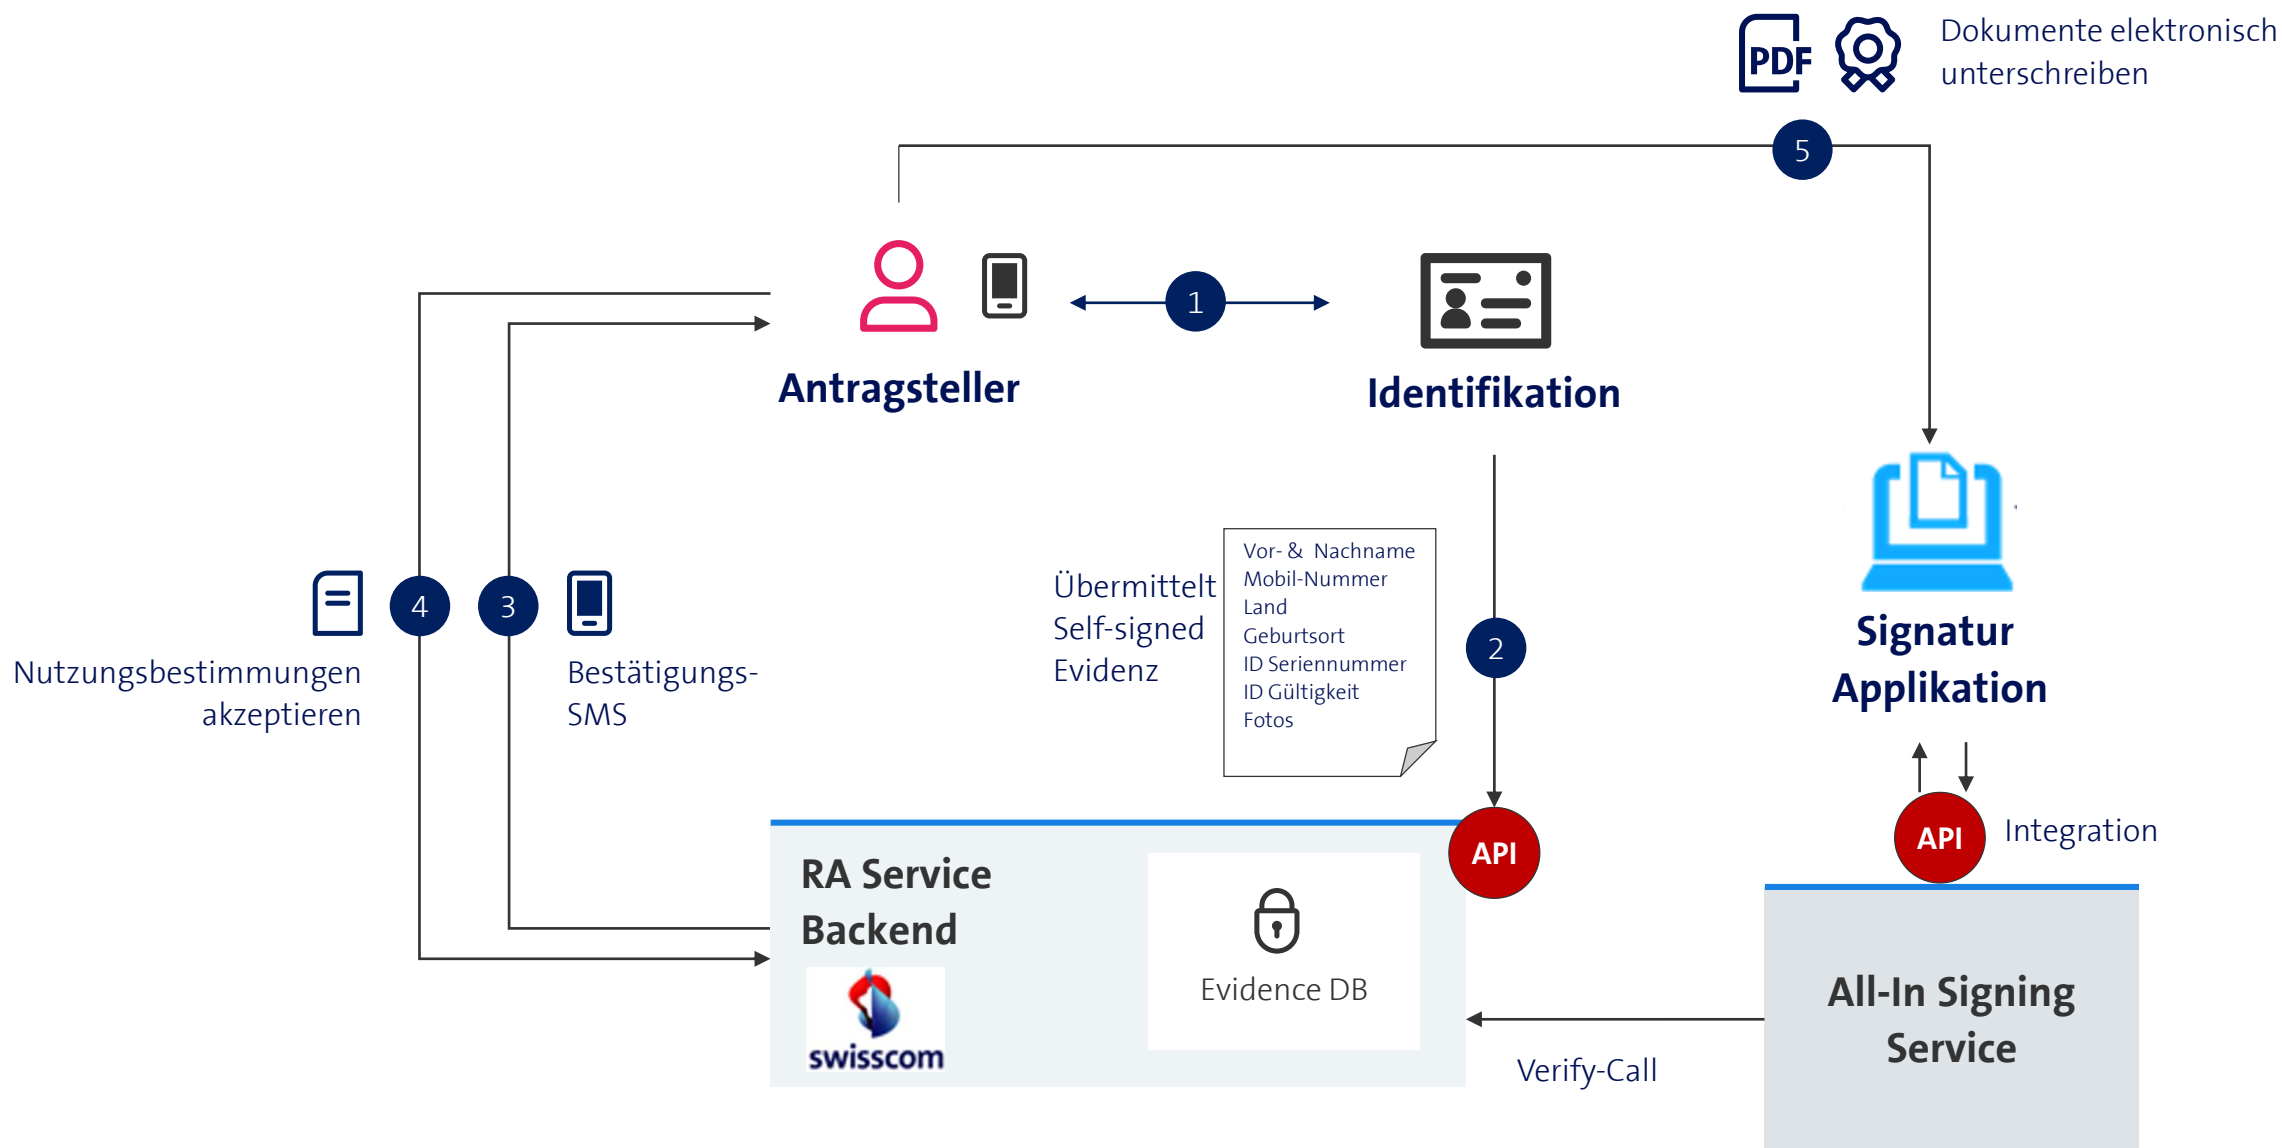 PDF
Dokumente elektronisch
unterschreiben
5
1
Antragsteller
Identifikation
Vor- & Nachname
Mobil-Nummer
Land
Geburtsort
ID Seriennummer
ID Gültigkeit
Fotos
Übermittelt
Self-signed
Evidenz
2
4
3
Nutzungsbestimmungen
akzeptieren
Bestätigungs-
SMS
Signatur
Applikation
API
Integration
API
RA Service
Backend
swisscom
Evidence DB
Verify-Call
All-In Signing
Service